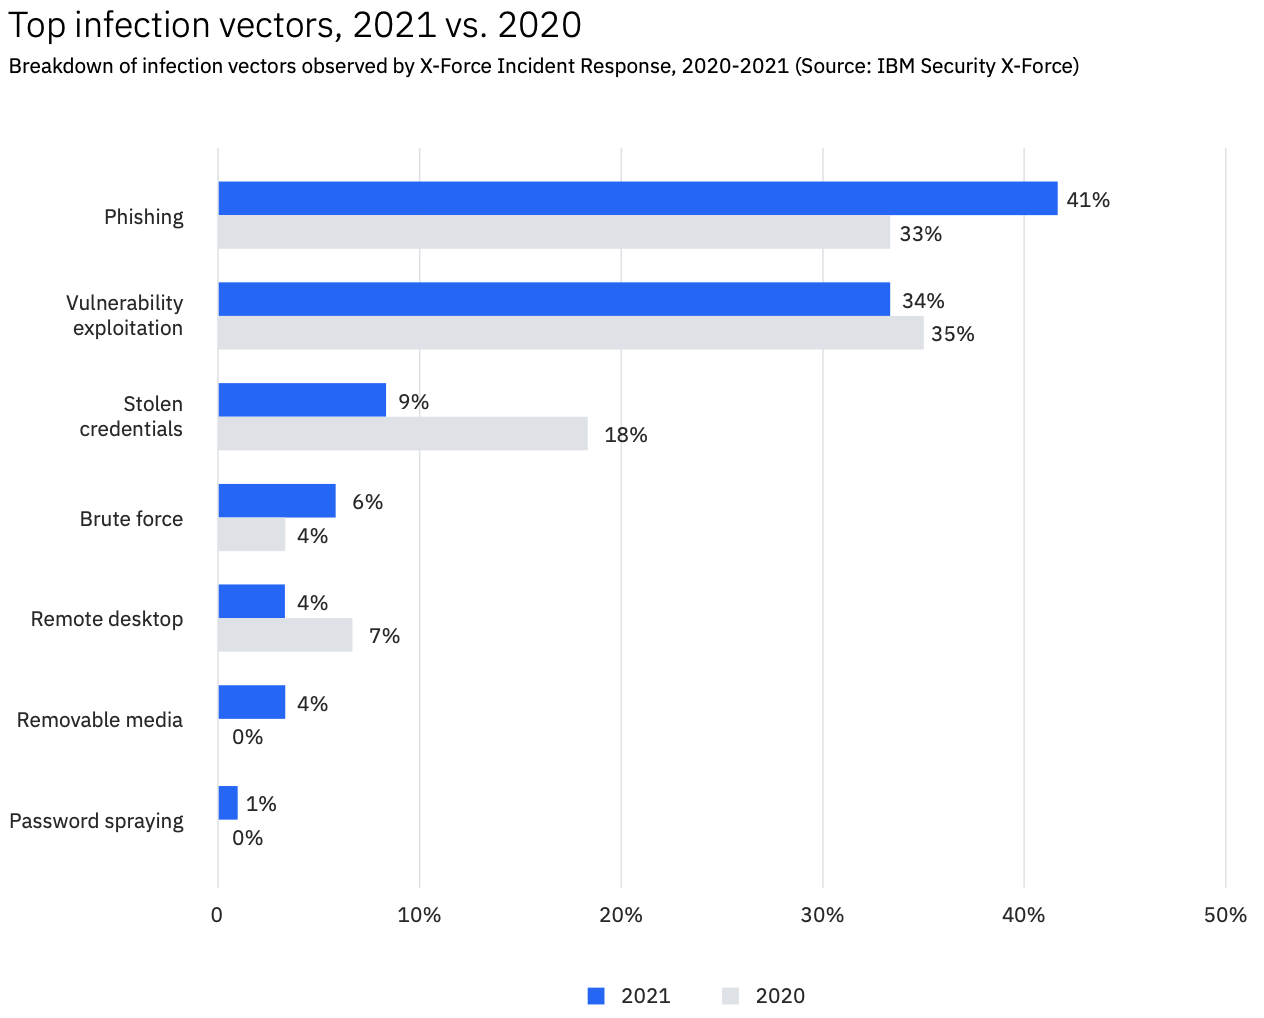 Top infection vectors, 2021 vs. 2020
Breakdown of infection vectors observed by X-Force Incident Response, 2020-2021 (Source: IBM Security X-Force)
Phishing
41%
33%
Vulnerability
exploitation
34%
35%
Stolen
credentials
9%
18%
Brute force
6%
4%
Remote desktop
4%
7%
Removable media
4%
0%
Password spraying
1%
0%
0
10%
20%
30%
40%
50%
2021
2020